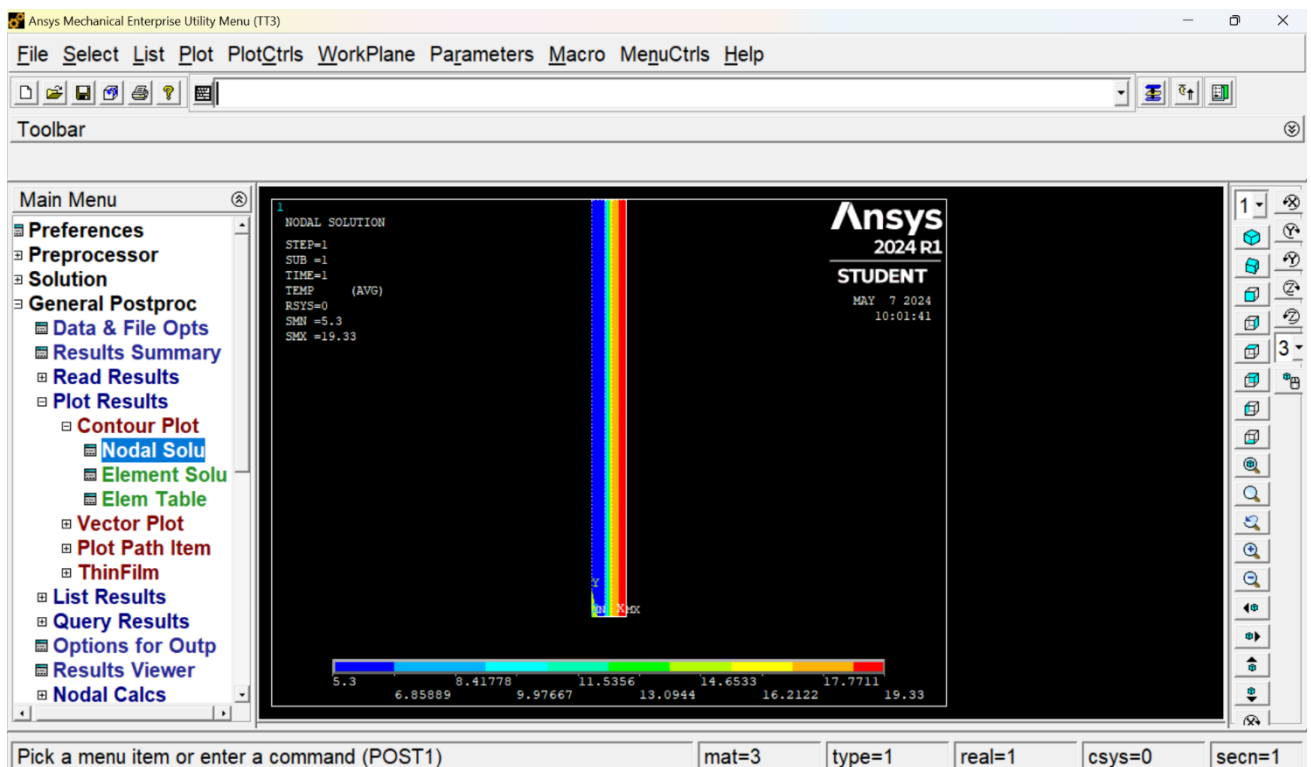 Ansys Mechanical Enterprise Utility Menu (TT3)
File Select List Plot PlotCtrls WorkPlane Parameters Macro MenuCtrls Help
Toolbar
Main Menu
Preferences
Preprocessor
Solution
General Postproc
Data & File Opts
Results Summary
Read Results
Plot Results
Contour Plot
Nodal Solu
Element Solu
Elem Table
Vector Plot
Plot Path Item
ThinFilm
List Results
Query Results
Options for Outp
Results Viewer
Nodal Calcs
1
NODAL SOLUTION
STEP=1
SUB =1
TIME=1
TEMP (AVG)
RSYS=0
SMN =5.3
SMX =19.33
Ansys
2024 R1
STUDENT
MAY 7 2024
10:01:41
Y
X MX
5.3 8.41778 11.5356 14.6533 17.7711
6.85889 9.97667 13.0944 16.2122 19.33
1
3
Pick a menu item or enter a command (POST1) mat=3 type=1 real=1 csys=0 secn=1